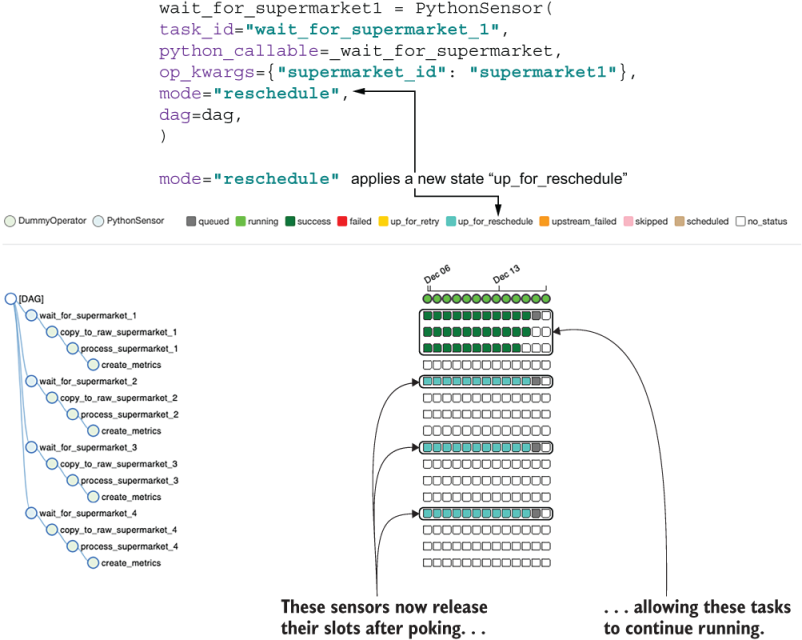 wait_for_supermarket1 = PythonSensor(
task_id="wait_for_supermarket_1",
python_callable=_wait_for_supermarket,
op_kwargs={"supermarket_id": "supermarket1"},
mode="reschedule",
dag=dag,
)
mode="reschedule" applies a new state “up_for_reschedule”
DummyOperator PythonSensor queued running success failed up_for_retry up_for_reschedule upstream_failed skipped scheduled no_status
Dec 06 Dec 13
[DAG]
wait_for_supermarket_1
copy_to_raw_supermarket_1
process_supermarket_1
create_metrics
wait_for_supermarket_2
copy_to_raw_supermarket_2
process_supermarket_2
create_metrics
wait_for_supermarket_3
copy_to_raw_supermarket_3
process_supermarket_3
create_metrics
wait_for_supermarket_4
copy_to_raw_supermarket_4
process_supermarket_4
create_metrics
These sensors now release
their slots after poking. . .
. . . allowing these tasks
to continue running.